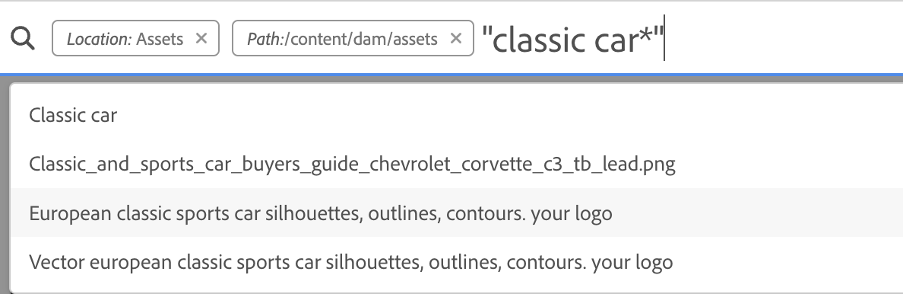 Location: Assets × Path:/content/dam/assets × "classic car*"
Classic car
Classic_and_sports_car_buyers_guide_chevrolet_corvette_c3_tb_lead.png
European classic sports car silhouettes, outlines, contours. your logo
Vector european classic sports car silhouettes, outlines, contours. your logo